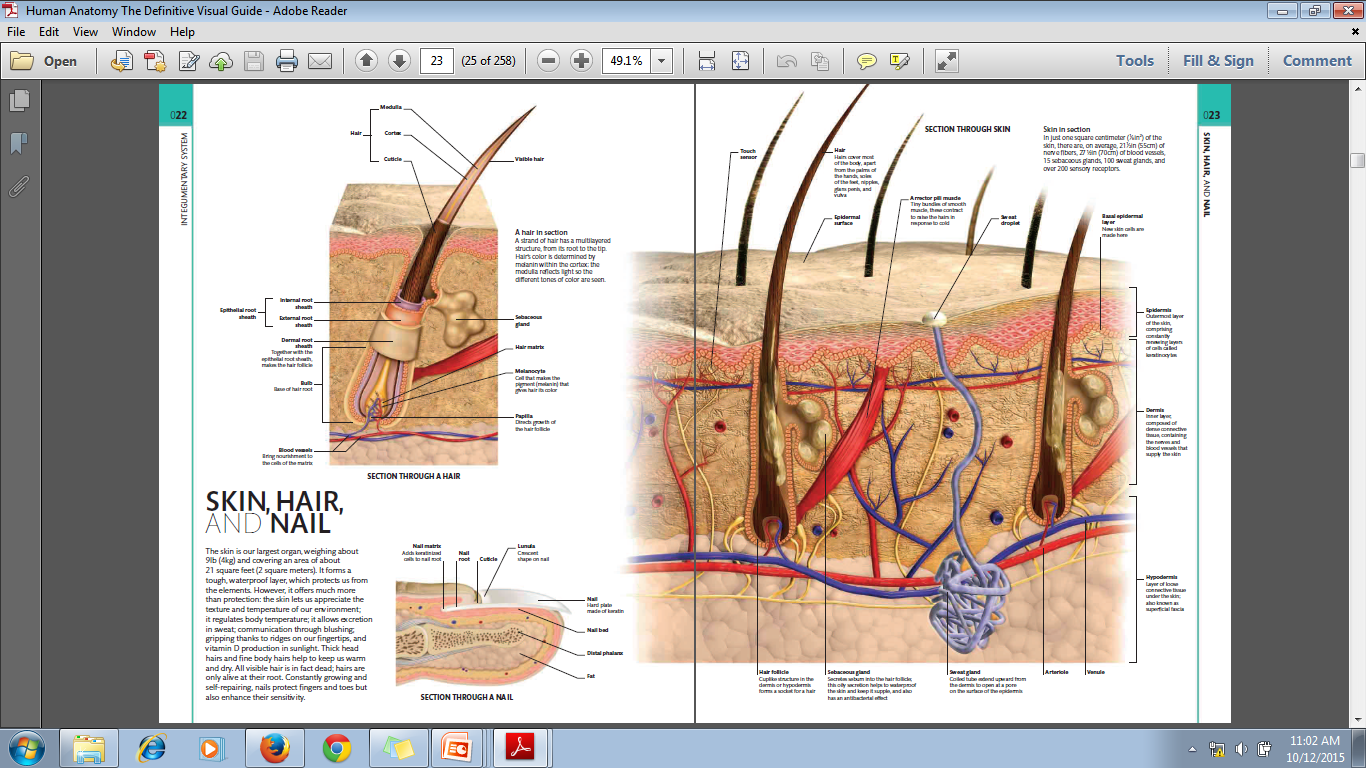 Human Anatomy The Definitive Visual Guide - Adobe Reader
File Edit View Window Help
Open
23
(25 of 258)
49.1%
Tools
Fill & Sign
Comment
022
INTEGUMENTARY SYSTEM
Hair
Medulla
Cortex
Cuticle
Visible hair
A hair in section
A strand of hair has a multilayered
structure, from its root to the tip.
Hair's color is determined by
melanin within the cortex; the
medulla reflects light so the
different tones of color are seen.
Epithelial root
sheath
Internal root
sheath
External root
sheath
Dermal root
sheath
Together with the
epithelial root sheath,
makes the hair follicle
Bulb
Base of hair root
Blood vessels
Bring nourishment to
the cells of the matrix
Sebaceous
gland
Hair matrix
Melanocyte
Cell that makes the
pigment (melanin) that
gives hair its color
Papilla
Directs growth of
the hair follicle
SECTION THROUGH A HAIR
SKIN, HAIR,
AND NAIL
The skin is our largest organ, weighing about
9lb (4kg) and covering an area of about
21 square feet (2 square meters). It forms a
tough, waterproof layer, which protects us from
the elements. However, it offers much more
than protection: the skin lets us appreciate the
texture and temperature of our environment;
it regulates body temperature; it allows excretion
in sweat; communication through blushing;
gripping thanks to ridges on our fingertips, and
vitamin D production in sunlight. Thick head
hairs and fine body hairs help to keep us warm
and dry. All visible hair is in fact dead; hairs are
only alive at their root. Constantly growing and
self-repairing, nails protect fingers and toes but
also enhance their sensitivity.
Nail matrix
Adds keratinized
cells to nail root
Nail
root
Cuticle
Lunula
Crescent
shape on nail
Nail
Hard plate
made of keratin
Nail bed
Distal phalanx
Fat
SECTION THROUGH A NAIL
023
SKIN, HAIR, AND NAIL
SECTION THROUGH SKIN
Skin in section
In just one square centimeter (⅙in²) of the
skin, there are, on average, 21½in (55cm) of
nerve fibers, 27½in (70cm) of blood vessels,
15 sebaceous glands, 100 sweat glands, and
over 200 sensory receptors.
Touch
sensor
Hair
Hairs cover most
of the body, apart
from the palms of
the hands, soles
of the feet, nipples,
glans penis, and
vulva
Epidermal
surface
Arrector pili muscle
Tiny bundles of smooth
muscle, these contract
to raise the hairs in
response to cold
Sweat
droplet
Basal epidermal
layer
New skin cells are
made here
Epidermis
Outermost layer
of the skin,
comprising
constantly
renewing layers
of cells called
keratinocytes
Dermis
Inner layer,
composed of
dense connective
tissue, containing
the nerves and
blood vessels that
supply the skin
Hypodermis
Layer of loose
connective tissue
under the skin;
also known as
superficial fascia
Hair follicle
Cuplike structure in the
dermis or hypodermis
forms a socket for a hair
Sebaceous gland
Secretes sebum into the hair follicle;
this oily secretion helps to waterproof
the skin and keep it supple, and also
has an antibacterial effect
Sweat gland
Coiled tube extend upward from
the dermis to open at a pore
on the surface of the epidermis
Arteriole
Venule
11:02 AM
10/12/2015